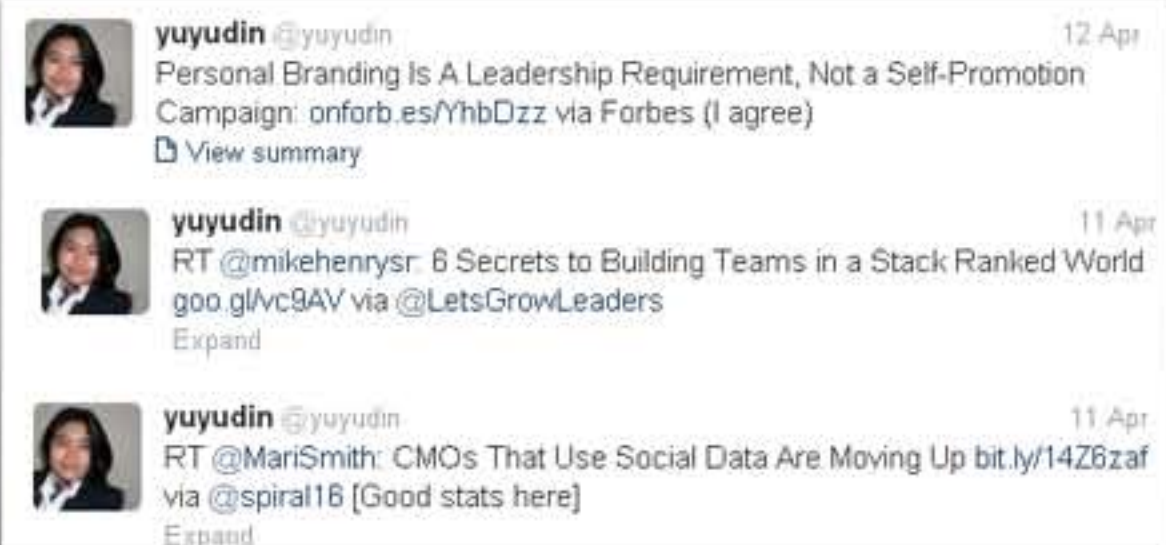 yuyudin @yuyudin 12 Apr
Personal Branding Is A Leadership Requirement, Not a Self-Promotion
Campaign: onforb.es/YhbDzz via Forbes (I agree)
View summary
yuyudin @yuyudin 11 Apr
RT @mikehenrysr: 6 Secrets to Building Teams in a Stack Ranked World
goo.gl/vc9AV via @LetsGrowLeaders
Expand
yuyudin @yuyudin 11 Apr
RT @MariSmith: CMOs That Use Social Data Are Moving Up bit.ly/14Z6zaf
via @spiral16 [Good stats here]
Expand